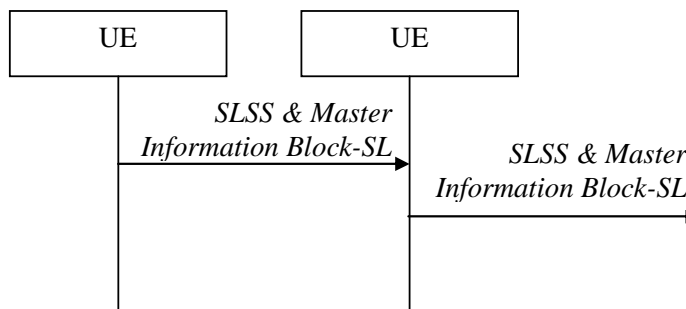 UE
UE
SLSS & Master
Information Block-SL
SLSS & Master
Information Block-SL